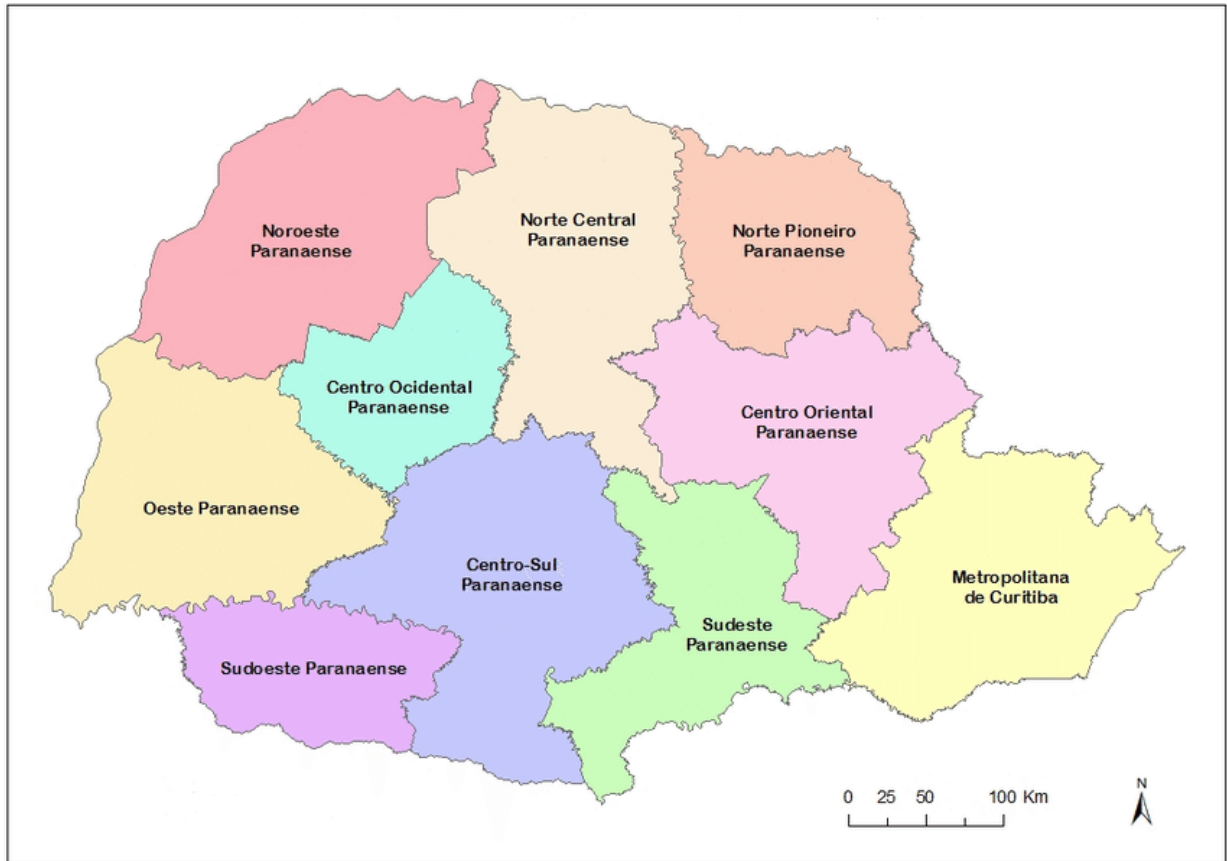 Noroeste
Paranaense
Norte Central
Paranaense
Norte Pioneiro
Paranaense
Centro Ocidental
Paranaense
Centro Oriental
Paranaense
Oeste Paranaense
Centro-Sul
Paranaense
Metropolitana
de Curitiba
Sudeste
Paranaense
Sudoeste Paranaense
N
0 25 50 100 Km